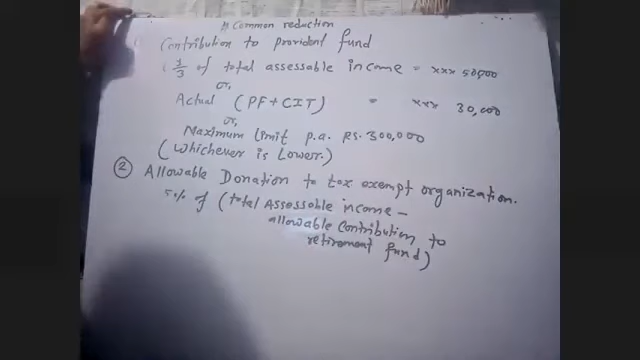 Common reduction
Contribution to provident fund
1/3 of total assessable income = xxx 50,000
or,
Actual (PF+CIT) = xxx 30,000
or,
Maximum limit p.a. Rs. 300,000
(whichever is Lower.)
② Allowable Donation to tax exempt organization.
5% of (total Assessable income –
allowable contribution to
retirement fund)